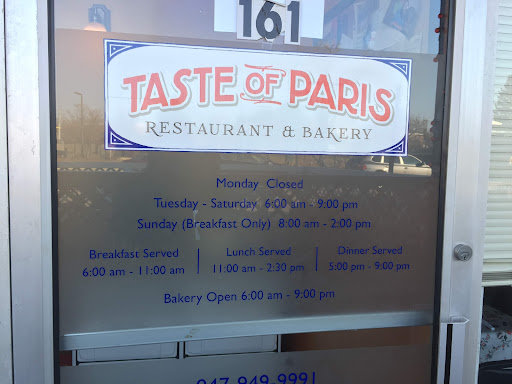 161
TASTE OF PARIS
RESTAURANT & BAKERY
Monday Closed
Tuesday - Saturday 6:00 am - 9:00 pm
Sunday (Breakfast Only) 8:00 am - 2:00 pm
Breakfast Served
6:00 am - 11:00 am
Lunch Served
11:00 am - 2:30 pm
Dinner Served
5:00 pm - 9:00 pm
Bakery Open 6:00 am - 9:00 pm